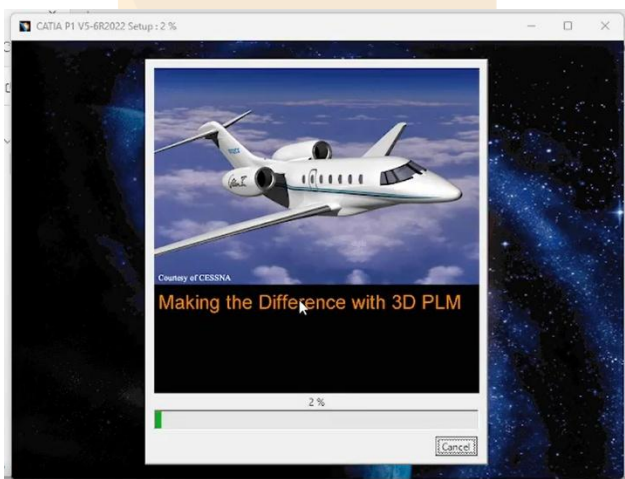 CATIA P1 V5-6R2022 Setup : 2 %
Courtesy of CESSNA
Making the Difference with 3D PLM
2 %
Cancel